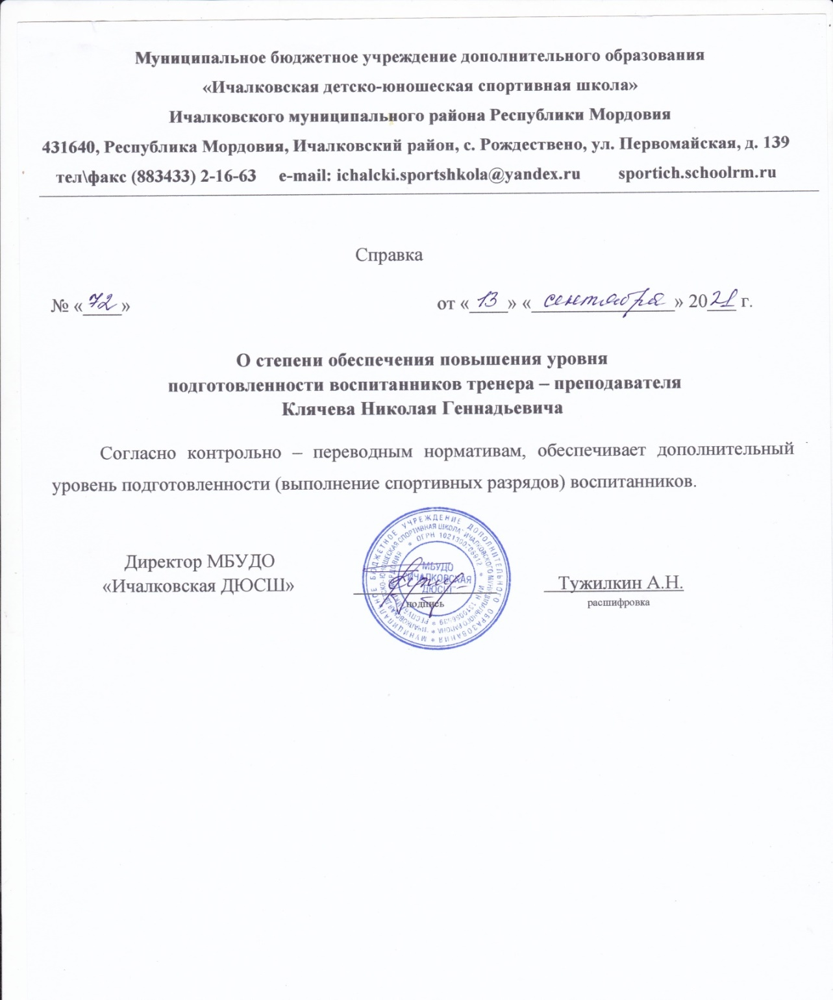 Муниципальное бюджетное учреждение дополнительного образования
«Ичалковская детско-юношеская спортивная школа»
Ичалковского муниципального района Республики Мордовия
431640, Республика Мордовия, Ичалковский район, с. Рождествено, ул. Первомайская, д. 139
тел\факс (883433) 2-16-63 e-mail: ichalcki.sportshkola@yandex.ru sportich.schoolrm.ru
Справка
№ «72» от «13» «сентября» 2021 г.
О степени обеспечения повышения уровня
подготовленности воспитанников тренера – преподавателя
Клячева Николая Геннадьевича
Согласно контрольно – переводным нормативам, обеспечивает дополнительный
уровень подготовленности (выполнение спортивных разрядов) воспитанников.
Директор МБУДО
«Ичалковская ДЮСШ» Тужилкин А.Н.
подпись расшифровка
МУНИЦИПАЛЬНОЕ БЮДЖЕТНОЕ УЧРЕЖДЕНИЕ ДОПОЛНИТЕЛЬНОГО ОБРАЗОВАНИЯ
"ИЧАЛКОВСКАЯ ДЕТСКО-ЮНОШЕСКАЯ СПОРТИВНАЯ ШКОЛА" ИЧАЛКОВСКОГО МУНИЦИПАЛЬНОГО РАЙОНА
РЕСПУБЛИКИ МОРДОВИЯ * ОГРН * ИНН
МБУДО
"ИЧАЛКОВСКАЯ
ДЮСШ"